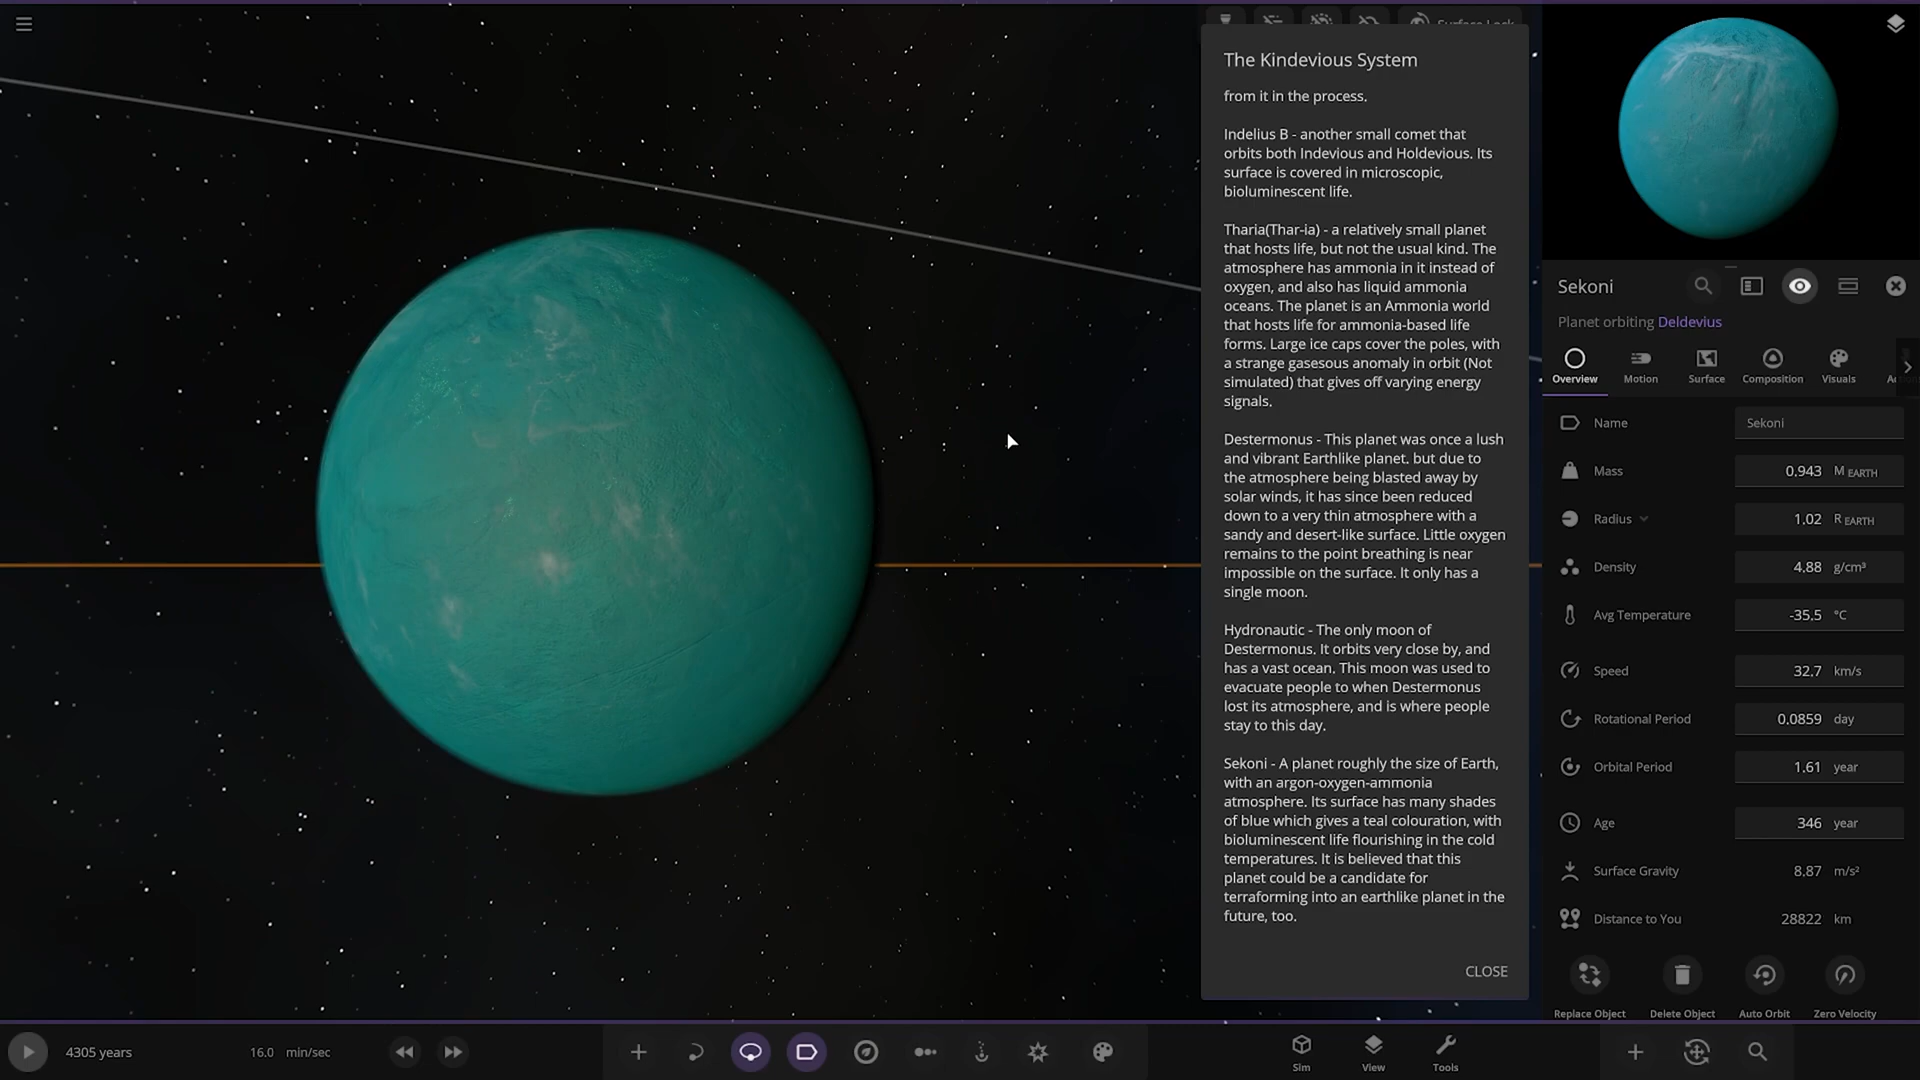 Surface Lock
The Kindevious System
from it in the process.
Indelius B - another small comet that
orbits both Indevious and Holdevious. Its
surface is covered in microscopic,
bioluminescent life.
Tharia(Thar-ia) - a relatively small planet
that hosts life, but not the usual kind. The
atmosphere has ammonia in it instead of
oxygen, and also has liquid ammonia
oceans. The planet is an Ammonia world
that hosts life for ammonia-based life
forms. Large ice caps cover the poles, with
a strange gasesous anomaly in orbit (Not
simulated) that gives off varying energy
signals.
Destermonus - This planet was once a lush
and vibrant Earthlike planet. but due to
the atmosphere being blasted away by
solar winds, it has since been reduced
down to a very thin atmosphere with a
sandy and desert-like surface. Little oxygen
remains to the point breathing is near
impossible on the surface. It only has a
single moon.
Hydronautic - The only moon of
Destermonus. It orbits very close by, and
has a vast ocean. This moon was used to
evacuate people to when Destermonus
lost its atmosphere, and is where people
stay to this day.
Sekoni - A planet roughly the size of Earth,
with an argon-oxygen-ammonia
atmosphere. Its surface has many shades
of blue which gives a teal colouration, with
bioluminescent life flourishing in the cold
temperatures. It is believed that this
planet could be a candidate for
terraforming into an earthlike planet in the
future, too.
CLOSE
Sekoni
Planet orbiting Deldevius
Overview Motion Surface Composition Visuals
Name Sekoni
Mass 0,943 M EARTH
Radius 1.02 R EARTH
Density 4,88 g/cm³
Avg Temperature -35.5 °C
Speed 32.7 km/s
Rotational Period 0.0859 day
Orbital Period 1,61 year
Age 346 year
Surface Gravity 8,87 m/s²
Distance to You 28822 km
Replace Object Delete Object Auto Orbit Zero Velocity
4305 years 16.0 min/sec
Sim View Tools